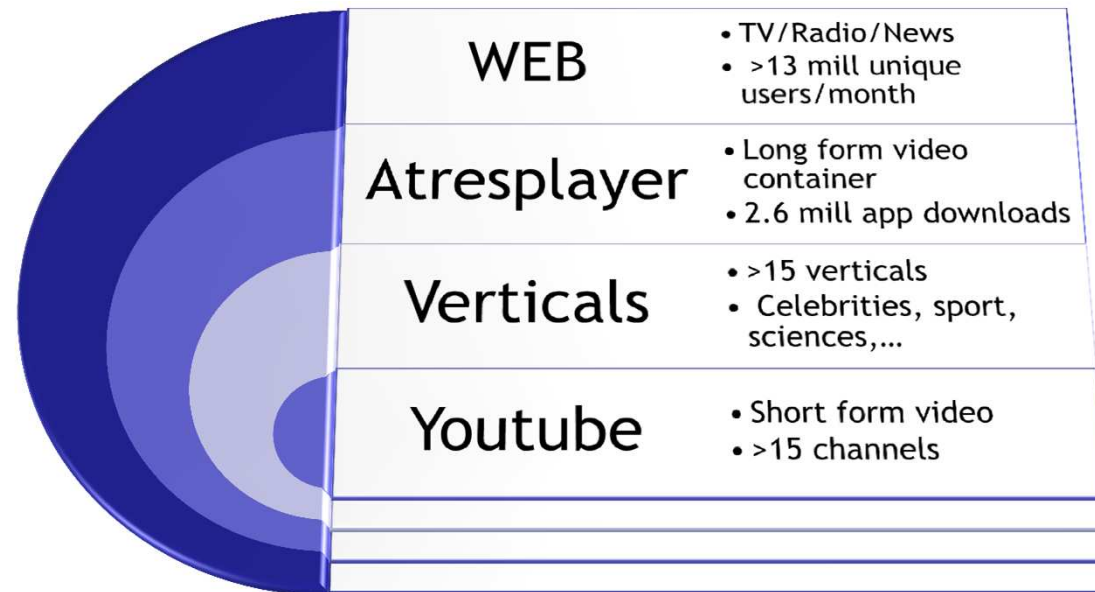 WEB
• TV/Radio/News
• >13 mill unique
users/month
Atresplayer
• Long form video
container
• 2.6 mill app downloads
Verticals
• >15 verticals
• Celebrities, sport,
sciences,...
Youtube
• Short form video
• >15 channels